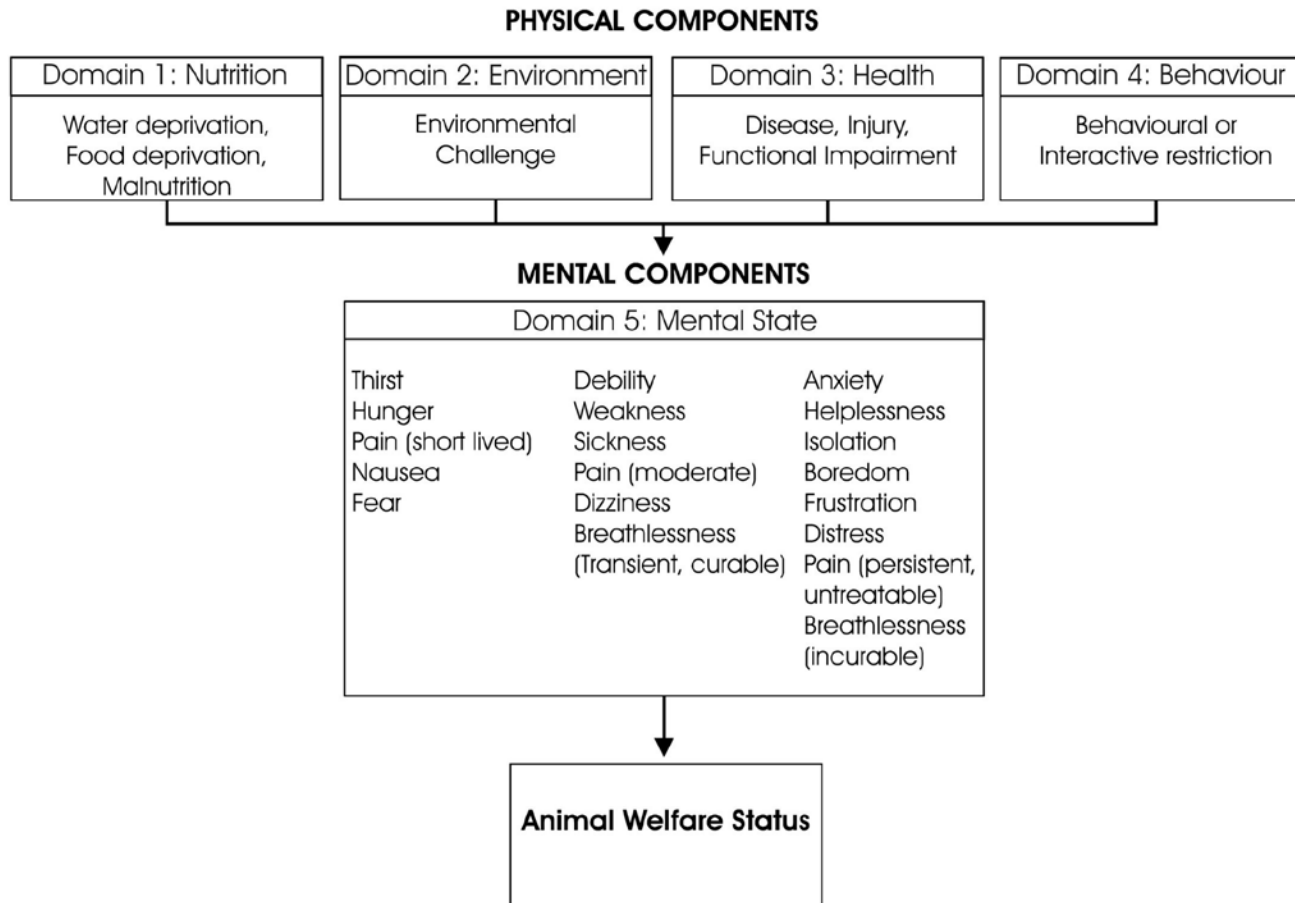 PHYSICAL COMPONENTS
Domain 1: Nutrition
Water deprivation,
Food deprivation,
Malnutrition
Domain 2: Environment
Environmental
Challenge
Domain 3: Health
Disease, Injury,
Functional Impairment
Domain 4: Behaviour
Behavioural or
Interactive restriction
MENTAL COMPONENTS
Domain 5: Mental State
Thirst
Hunger
Pain (short lived)
Nausea
Fear
Debility
Weakness
Sickness
Pain (moderate)
Dizziness
Breathlessness
(Transient, curable)
Anxiety
Helplessness
Isolation
Boredom
Frustration
Distress
Pain (persistent,
untreatable)
Breathlessness
(incurable)
Animal Welfare Status